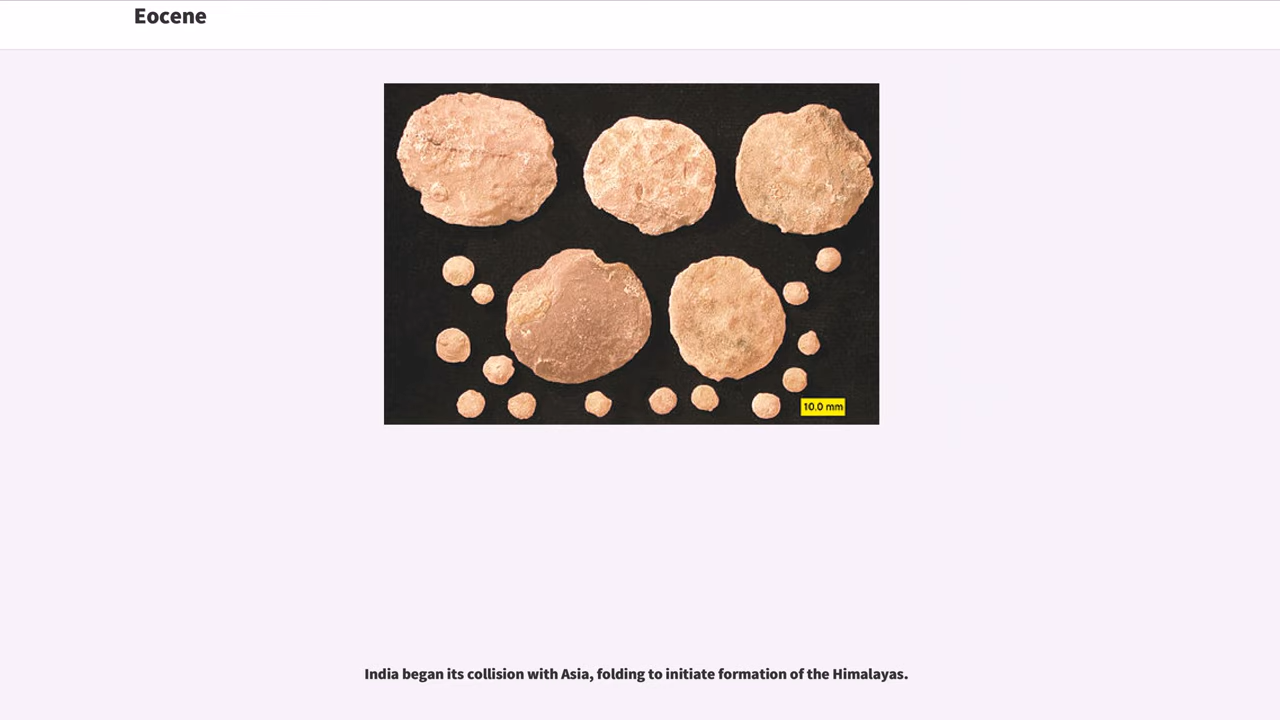 Eocene
10.0 mm
India began its collision with Asia, folding to initiate formation of the Himalayas.